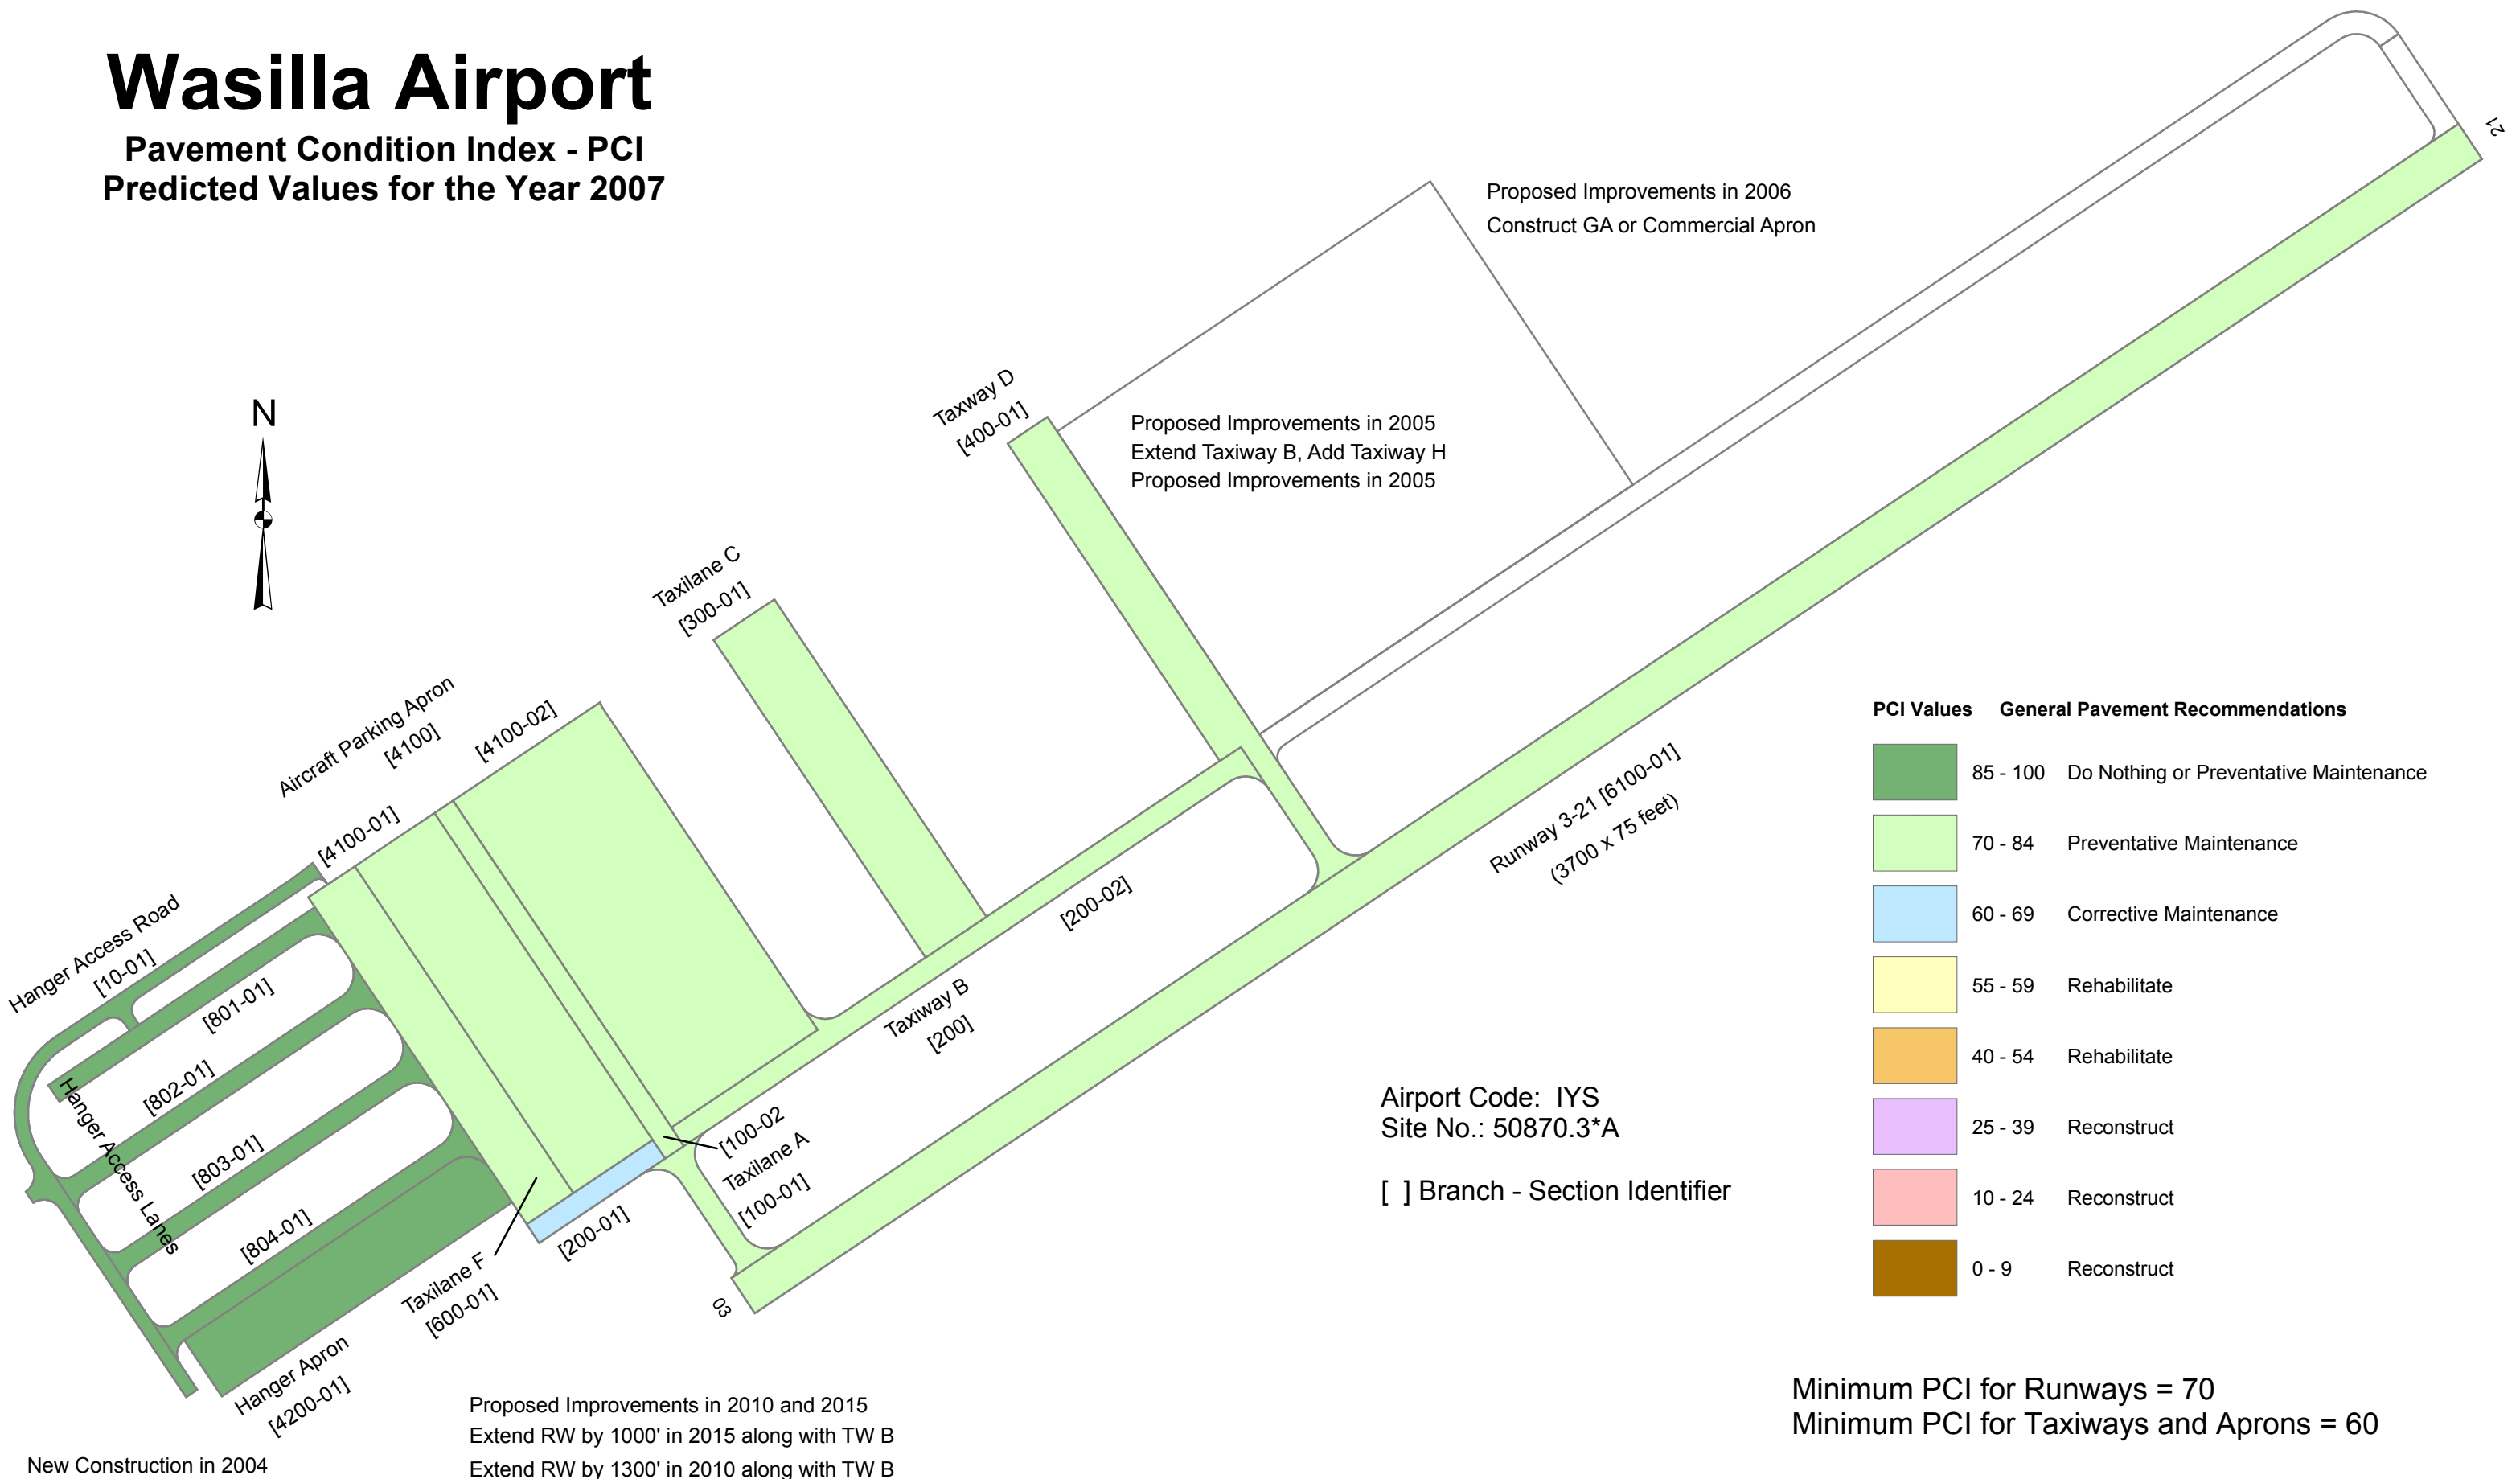 Wasilla Airport
Pavement Condition Index - PCI
Predicted Values for the Year 2007
N
21
Proposed Improvements in 2006
Construct GA or Commercial Apron
Taxway D
[400-01]
Proposed Improvements in 2005
Extend Taxiway B, Add Taxiway H
Proposed Improvements in 2005
Taxilane C
[300-01]
Aircraft Parking Apron
[4100]
[4100-02]
[4100-01]
Hanger Access Road
[10-01]
[801-01]
[802-01]
[803-01]
[804-01]
Hanger Access Lanes
Hanger Apron
[4200-01]
Taxilane F
[600-01]
[200-01]
[100-02
Taxilane A
[100-01]
03
Taxiway B
[200]
[200-02]
Runway 3-21 [6100-01]
(3700 x 75 feet)
PCI Values General Pavement Recommendations
85 - 100 Do Nothing or Preventative Maintenance
70 - 84 Preventative Maintenance
60 - 69 Corrective Maintenance
55 - 59 Rehabilitate
40 - 54 Rehabilitate
25 - 39 Reconstruct
10 - 24 Reconstruct
0 - 9 Reconstruct
Airport Code: IYS
Site No.: 50870.3*A
[ ] Branch - Section Identifier
Minimum PCI for Runways = 70
Minimum PCI for Taxiways and Aprons = 60
Proposed Improvements in 2010 and 2015
Extend RW by 1000' in 2015 along with TW B
Extend RW by 1300' in 2010 along with TW B
New Construction in 2004